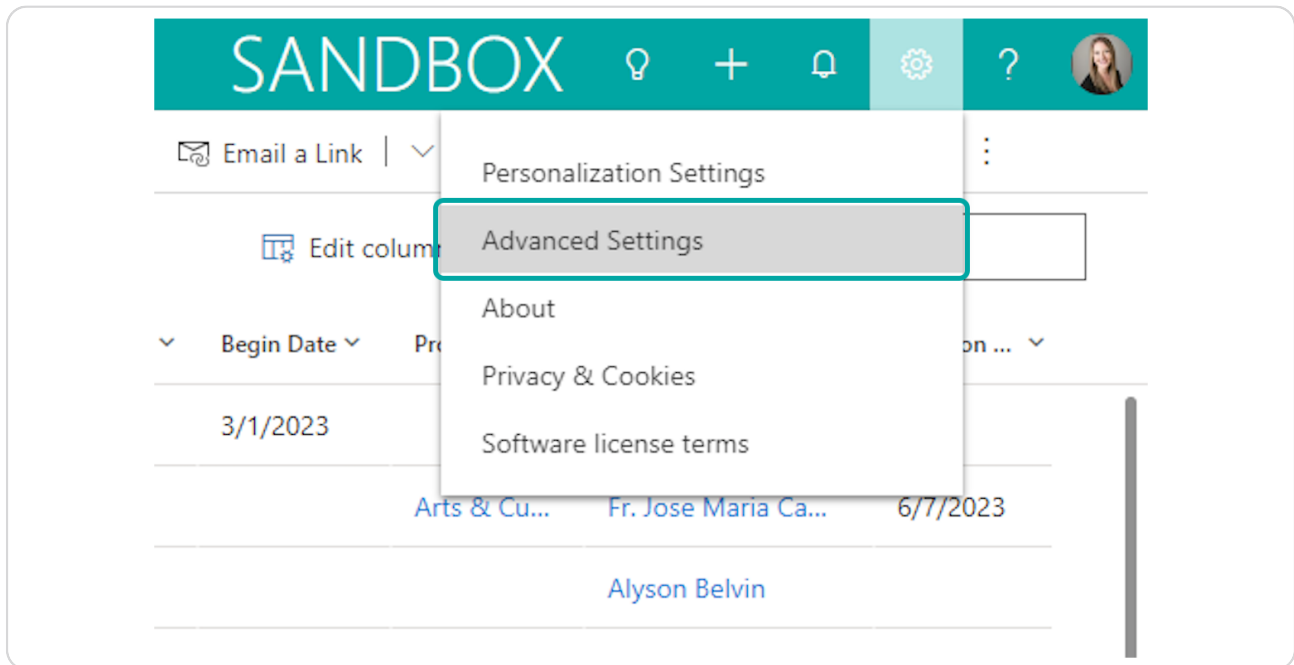 SANDBOX ?
Email a Link
Personalization Settings
Edit colum
Advanced Settings
About
Begin Date
Pr
on ...
Privacy & Cookies
3/1/2023
Software license terms
Arts & Cu... Fr. Jose Maria Ca... 6/7/2023
Alyson Belvin